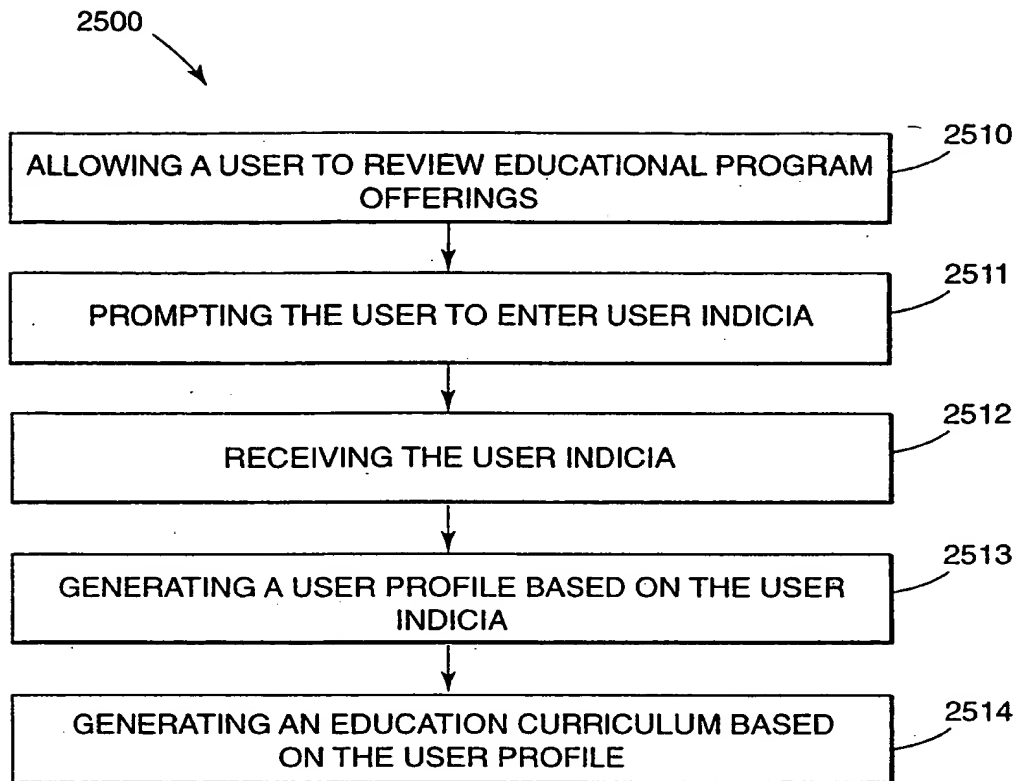 2500
2510
ALLOWING A USER TO REVIEW EDUCATIONAL PROGRAM
OFFERINGS
2511
PROMPTING THE USER TO ENTER USER INDICIA
2512
RECEIVING THE USER INDICIA
2513
GENERATING A USER PROFILE BASED ON THE USER
INDICIA
2514
GENERATING AN EDUCATION CURRICULUM BASED
ON THE USER PROFILE